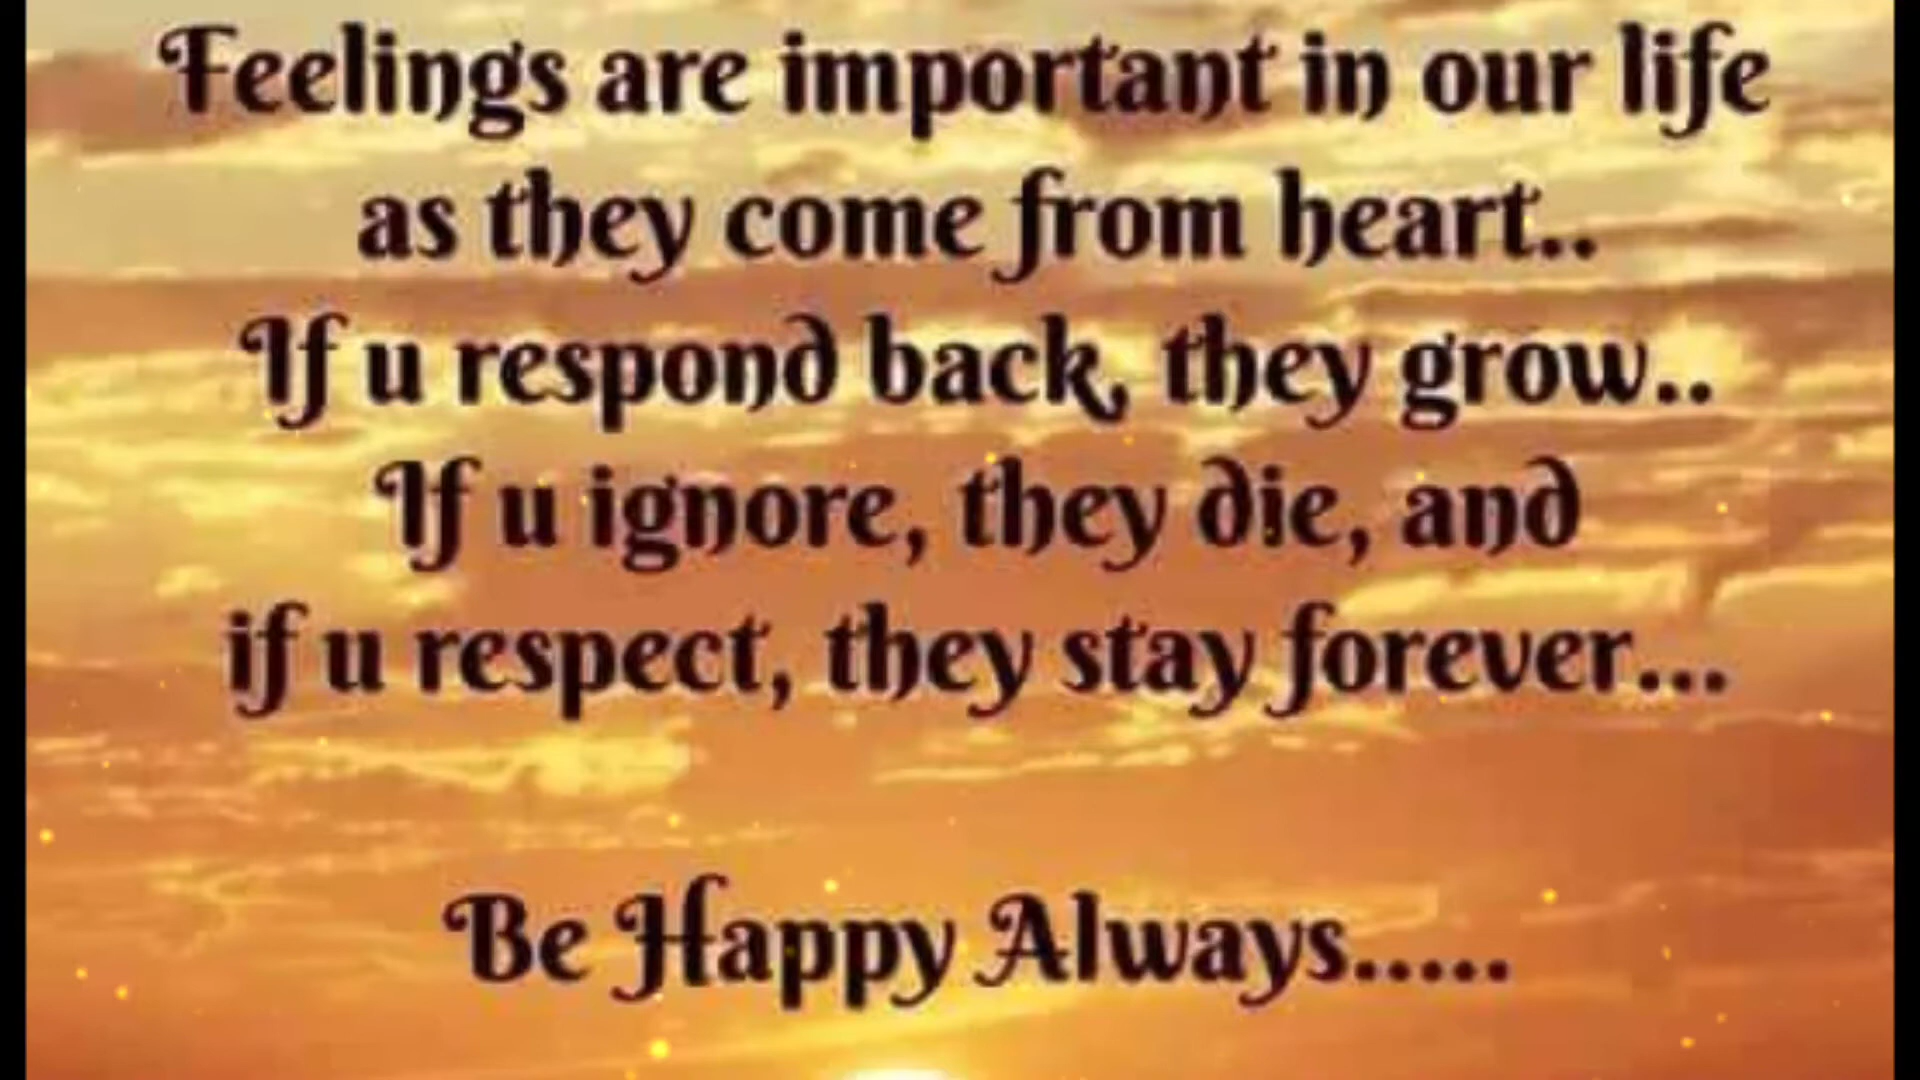 Feelings are important in our life
as they come from heart..
If u respond back, they grow..
If u ignore, they die, and
if u respect, they stay forever...
Be Happy Always.....